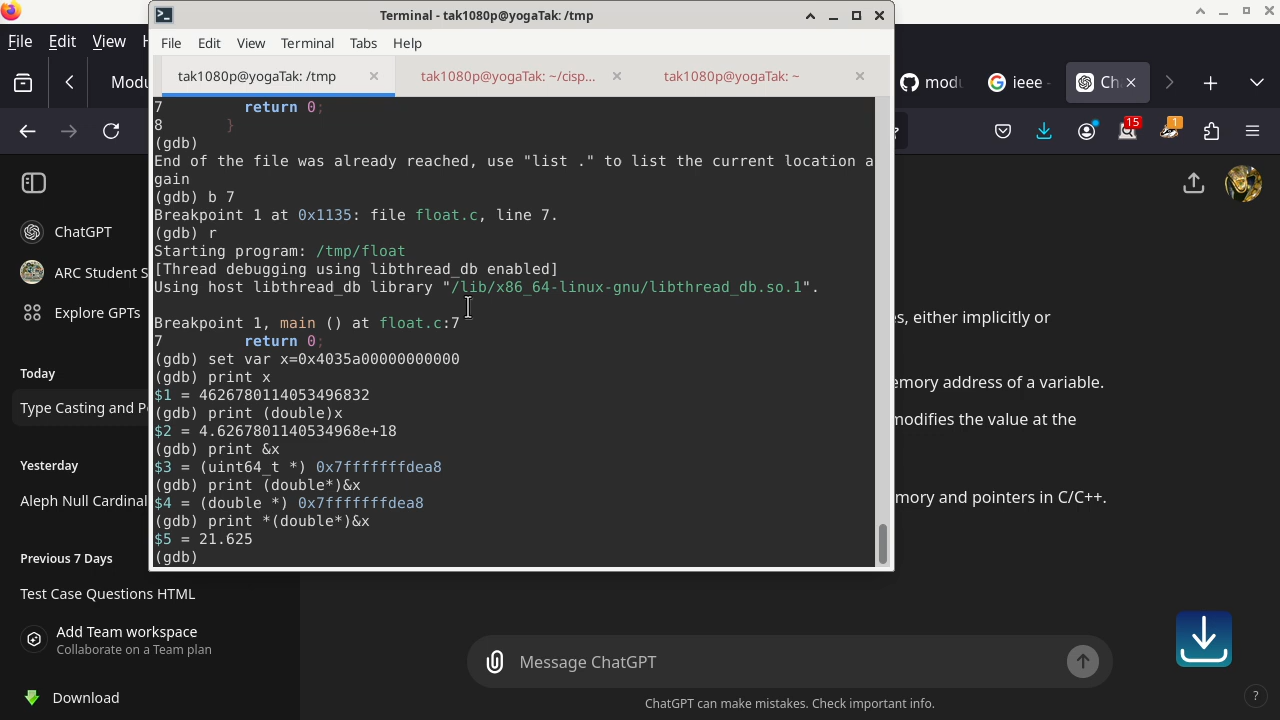 Terminal - tak1080p@yogaTak: /tmp
File Edit View Terminal Tabs Help
tak1080p@yogaTak: /tmp
tak1080p@yogaTak: ~/cisp...
tak1080p@yogaTak: ~
7 return 0;
8 }
(gdb)
End of the file was already reached, use "list ." to list the current location a
gain
(gdb) b 7
Breakpoint 1 at 0x1135: file float.c, line 7.
(gdb) r
Starting program: /tmp/float
[Thread debugging using libthread_db enabled]
Using host libthread_db library "/lib/x86_64-linux-gnu/libthread_db.so.1".
Breakpoint 1, main () at float.c:7
7 return 0;
(gdb) set var x=0x4035a00000000000
(gdb) print x
$1 = 4626780114053496832
(gdb) print (double)x
$2 = 4.6267801140534968e+18
(gdb) print &x
$3 = (uint64_t *) 0x7fffffffdea8
(gdb) print (double*)&x
$4 = (double *) 0x7fffffffdea8
(gdb) print *(double*)&x
$5 = 21.625
(gdb)
File Edit View H
Modu
modu
ieee
Ch
15
1
ChatGPT
ARC Student S
Explore GPTs
Today
Type Casting and P
Yesterday
Aleph Null Cardinal
Previous 7 Days
Test Case Questions HTML
Add Team workspace
Collaborate on a Team plan
Download
s, either implicitly or
emory address of a variable.
modifies the value at the
mory and pointers in C/C++.
Message ChatGPT
ChatGPT can make mistakes. Check important info.
?